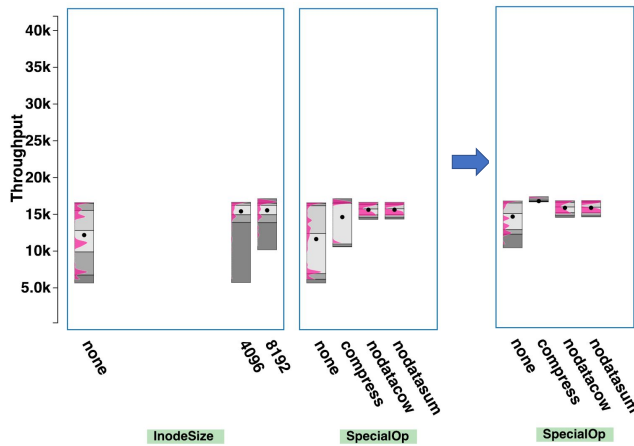 Throughput
40k
35k
30k
25k
20k
15k
10k
5.0k
none
4096
8192
none
compress
nodatacow
nodatasum
none
compress
nodatacow
nodatasum
InodeSize
SpecialOp
SpecialOp